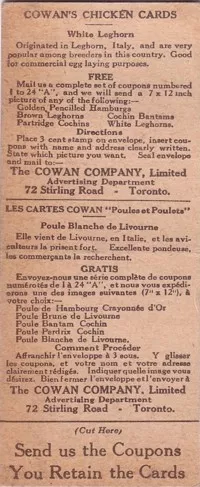 COWAN'S CHICKEN CARDS
White Leghorn
Originated in Leghorn, Italy, and are very
popular among breeders in this country. Good
for commercial egg laying purposes.
FREE
Mail us a complete set of coupons numbered
1 to 24 "A", and we will send a 7 x 12 inch
picture of any of the following:—
Golden Pencilled Hamburgs
Brown Leghorns Cochin Bantams
Partridge Cochins White Leghorns.
Directions
Place 3 cent stamp on envelope, insert cou-
pons with name and address clearly written.
State which picture you want. Seal envelope
and mail to:—
The COWAN COMPANY, Limited
Advertising Department
72 Stirling Road - Toronto.
LES CARTES COWAN "Poules et Poulets"
Poule Blanche de Livourne
Elle vient de Livourne, en Italie, et les avi-
culteurs la prisent fort. Excellente pondeuse,
les commerçants la recherchent.
GRATIS
Envoyez-nous une série complète de coupons
numérotés de 1 à 24 "A", et nous vous expédi-
erons une des images suivantes (7" x 12"), à
votre choix:—
Poule de Hambourg Crayonnée d'Or
Poule Brune de Livourne
Poule Bantam Cochin
Poule Perdrix Cochin
Poule Blanche de Livourne,
Comment Procéder
Affranchir l'enveloppe à 3 sous. Y glisser
les coupons, et votre nom et votre adresse
clairement rédigés. Indiquer quelle image vous
désirez. Bien fermer l'enveloppe et l'envoyer à
The COWAN COMPANY, Limited
Advertising Department
72 Stirling Road - Toronto.
(Cut Here)
Send us the Coupons
You Retain the Cards